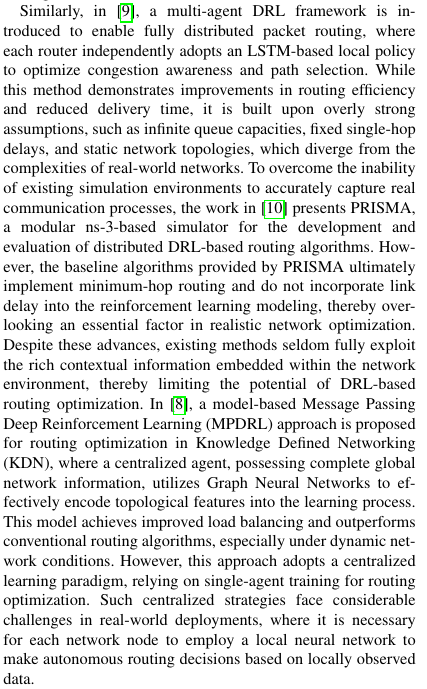 Similarly, in [9], a multi-agent DRL framework is in-
troduced to enable fully distributed packet routing, where
each router independently adopts an LSTM-based local policy
to optimize congestion awareness and path selection. While
this method demonstrates improvements in routing efficiency
and reduced delivery time, it is built upon overly strong
assumptions, such as infinite queue capacities, fixed single-hop
delays, and static network topologies, which diverge from the
complexities of real-world networks. To overcome the inability
of existing simulation environments to accurately capture real
communication processes, the work in [10] presents PRISMA,
a modular ns-3-based simulator for the development and
evaluation of distributed DRL-based routing algorithms. How-
ever, the baseline algorithms provided by PRISMA ultimately
implement minimum-hop routing and do not incorporate link
delay into the reinforcement learning modeling, thereby over-
looking an essential factor in realistic network optimization.
Despite these advances, existing methods seldom fully exploit
the rich contextual information embedded within the network
environment, thereby limiting the potential of DRL-based
routing optimization. In [8], a model-based Message Passing
Deep Reinforcement Learning (MPDRL) approach is proposed
for routing optimization in Knowledge Defined Networking
(KDN), where a centralized agent, possessing complete global
network information, utilizes Graph Neural Networks to ef-
fectively encode topological features into the learning process.
This model achieves improved load balancing and outperforms
conventional routing algorithms, especially under dynamic net-
work conditions. However, this approach adopts a centralized
learning paradigm, relying on single-agent training for routing
optimization. Such centralized strategies face considerable
challenges in real-world deployments, where it is necessary
for each network node to employ a local neural network to
make autonomous routing decisions based on locally observed
data.